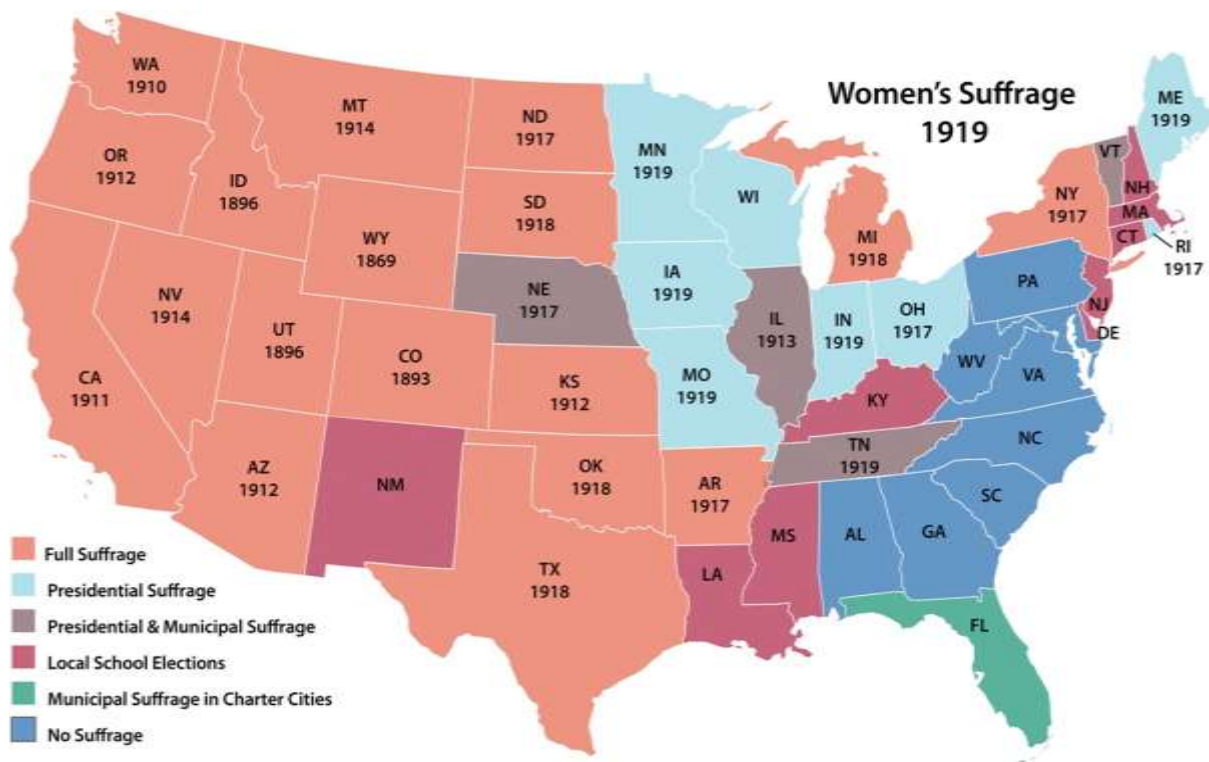 Women's Suffrage
1919
WA
1910
OR
1912
ID
1896
MT
1914
ND
1917
SD
1918
WY
1869
NV
1914
UT
1896
CO
1893
CA
1911
AZ
1912
NM
NE
1917
KS
1912
OK
1918
TX
1918
MN
1919
IA
1919
MO
1919
AR
1917
LA
WI
IL
1913
MI
1918
IN
1919
OH
1917
KY
TN
1919
MS
AL
GA
FL
SC
NC
VA
WV
PA
NY
1917
VT
NH
ME
1919
MA
CT
RI
1917
NJ
DE
Full Suffrage
Presidential Suffrage
Presidential & Municipal Suffrage
Local School Elections
Municipal Suffrage in Charter Cities
No Suffrage